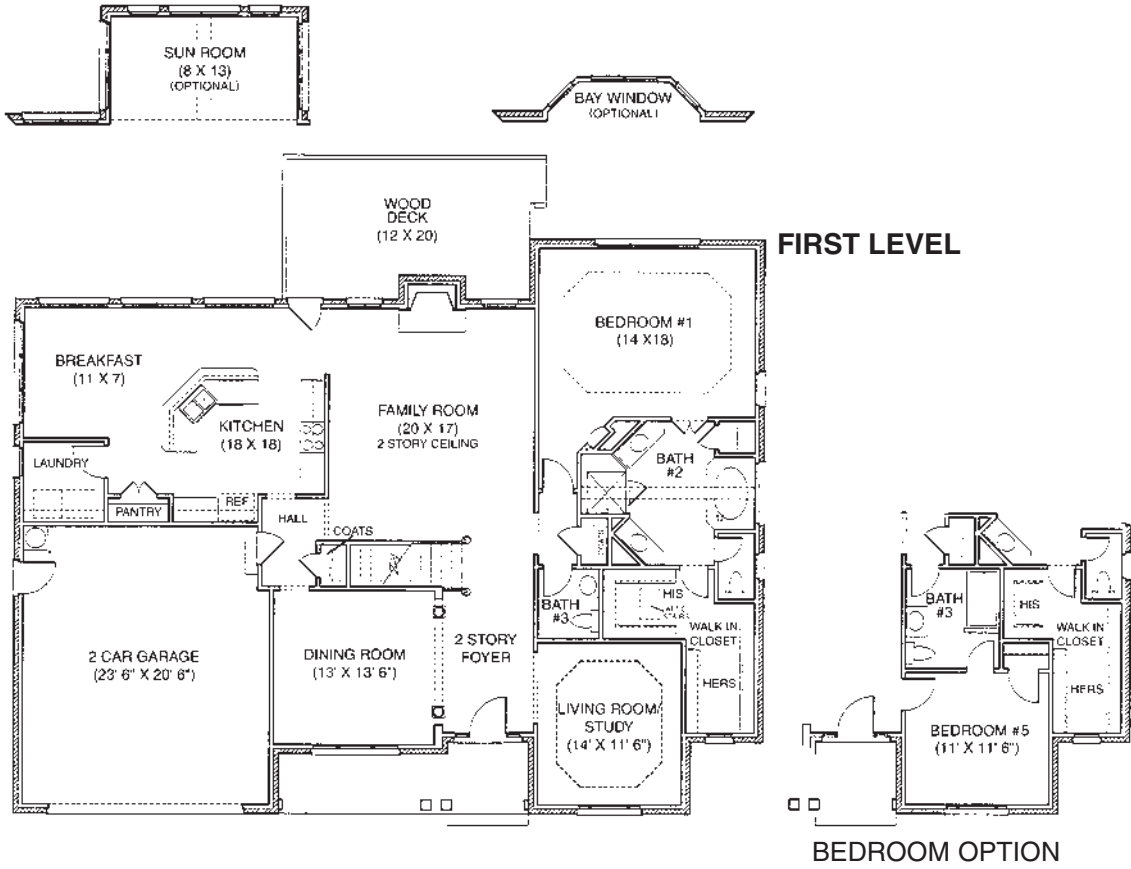 SUN ROOM
(8 X 13)
(OPTIONAL)
BAY WINDOW
(OPTIONAL)
WOOD
DECK
(12 X 20)
FIRST LEVEL
BEDROOM #1
(14 X18)
BREAKFAST
(11 X 7)
FAMILY ROOM
(20 X 17)
2 STORY CEILING
KITCHEN
(18 X 18)
LAUNDRY
BATH
#2
PANTRY
REF
HALL
COATS
BATH
#3
HIS
WALK IN
CLOSET
HERS
2 CAR GARAGE
(23' 6" X 20' 6")
DINING ROOM
(13' X 13' 6")
2 STORY
FOYER
LIVING ROOM/
STUDY
(14' X 11' 6")
BATH
#3
HIS
WALK IN
CLOSET
HERS
BEDROOM #5
(11' X 11' 6")
BEDROOM OPTION